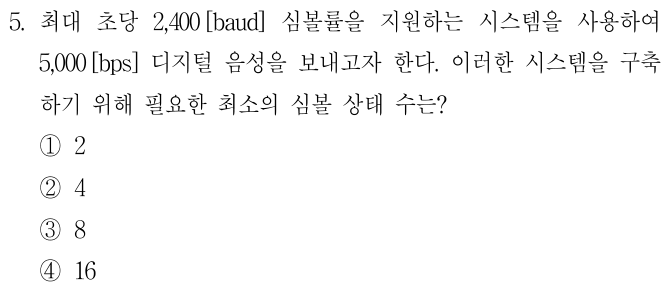 5. 최대 초당 2,400[baud] 심볼률을 지원하는 시스템을 사용하여
5,000[bps] 디지털 음성을 보내고자 한다. 이러한 시스템을 구축
하기 위해 필요한 최소의 심볼 상태 수는?
① 2
② 4
③ 8
④ 16